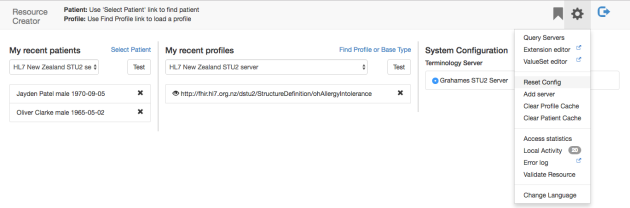 Resource
Creator
Patient: Use 'Select Patient' link to find patient
Profile: Use Find Profile link to load a profile
My recent patients
Select Patient
HL7 New Zealand STU2 se
Test
Jayden Patel male 1970-09-05
Oliver Clarke male 1965-05-02
My recent profiles
Find Profile or Base Type
HL7 New Zealand STU2 server
Test
http://fhir.hl7.org.nz/dstu2/StructureDefinition/ohAllergyIntolerance
System Configuration
Terminology Server
Grahames STU2 Server
Query Servers
Extension editor
ValueSet editor
Reset Config
Add server
Clear Profile Cache
Clear Patient Cache
Access statistics
Local Activity 20
Error log
Validate Resource
Change Language